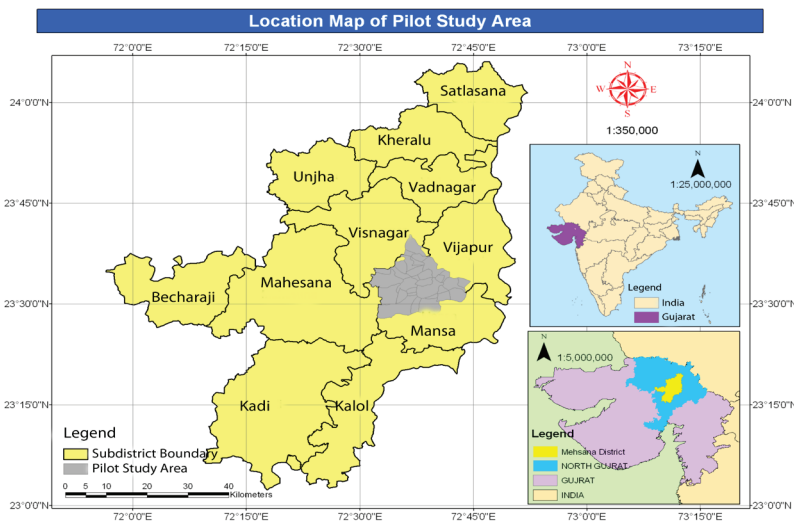 Location Map of Pilot Study Area
72°0'0"E 72°15'0"E 72°30'0"E 72°45'0"E 73°0'0"E 73°15'0"E
24°0'0"N
23°45'0"N
23°30'0"N
23°15'0"N
23°0'0"N
Satlasana
Kheralu
Unjha
Vadnagar
Visnagar
Vijapur
Mahesana
Becharaji
Mansa
Kadi
Kalol
Legend
Subdistrict Boundary
Pilot Study Area
0 5 10 20 30 40
Kilometers
N
W E
S
1:350,000
N
1:25,000,000
Legend
India
Gujarat
N
1:5,000,000
Legend
Mehsana District
NORTH GUJRAT
GUJRAT
INDIA
24°0'0"N
23°45'0"N
23°30'0"N
23°15'0"N
23°0'0"N
72°0'0"E 72°15'0"E 72°30'0"E 72°45'0"E 73°0'0"E 73°15'0"E